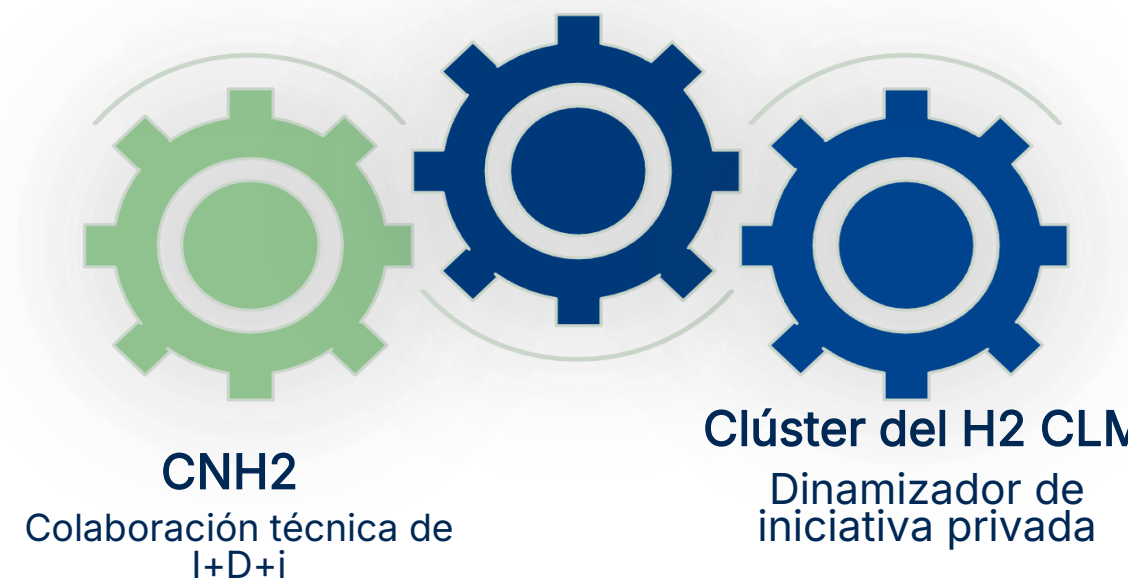 CNH2
Colaboración técnica de
I+D+i
Clúster del H2 CLM
Dinamizador de
iniciativa privada